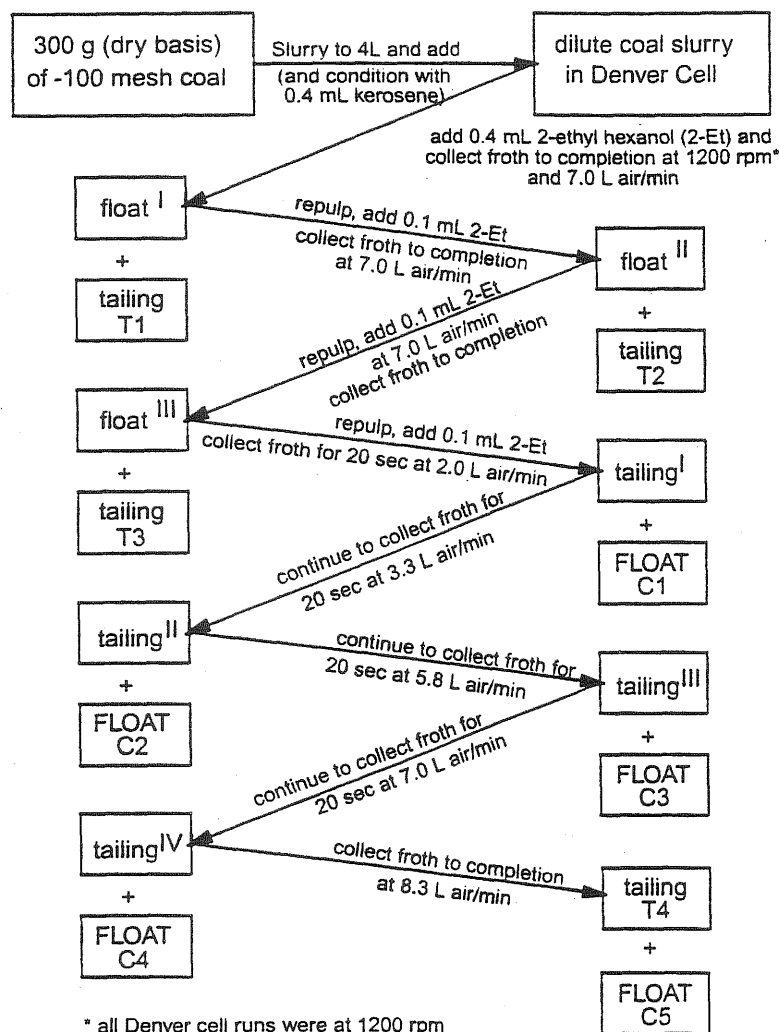 300 g (dry basis)
of -100 mesh coal
Slurry to 4L and add
(and condition with
0.4 mL kerosene)
dilute coal slurry
in Denver Cell
add 0.4 mL 2-ethyl hexanol (2-Et) and
collect froth to completion at 1200 rpm*
and 7.0 L air/min
float I
+
tailing
T1
repulp, add 0.1 mL 2-Et
collect froth to completion
at 7.0 L air/min
float II
+
tailing
T2
repulp, add 0.1 mL 2-Et
at 7.0 L air/min
collect froth to completion
float III
+
tailing
T3
repulp, add 0.1 mL 2-Et
collect froth for 20 sec at 2.0 L air/min
tailing I
+
FLOAT
C1
continue to collect froth for
20 sec at 3.3 L air/min
tailing II
+
FLOAT
C2
continue to collect froth for
20 sec at 5.8 L air/min
tailing III
+
FLOAT
C3
continue to collect froth for
20 sec at 7.0 L air/min
tailing IV
+
FLOAT
C4
collect froth to completion
at 8.3 L air/min
tailing
T4
+
FLOAT
C5
* all Denver cell runs were at 1200 rpm